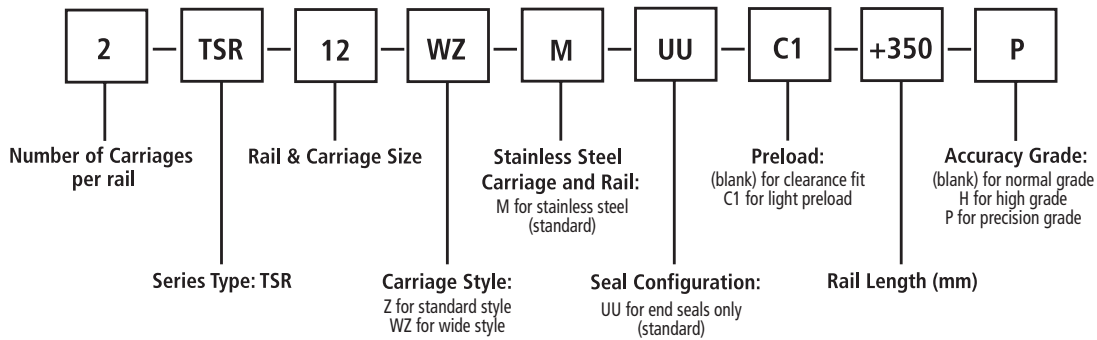 2 – TSR – 12 – WZ – M – UU – C1 – +350 – P
Number of Carriages
per rail
Rail & Carriage Size
Stainless Steel
Carriage and Rail:
M for stainless steel
(standard)
Preload:
(blank) for clearance fit
C1 for light preload
Accuracy Grade:
(blank) for normal grade
H for high grade
P for precision grade
Series Type: TSR
Carriage Style:
Z for standard style
WZ for wide style
Seal Configuration:
UU for end seals only
(standard)
Rail Length (mm)